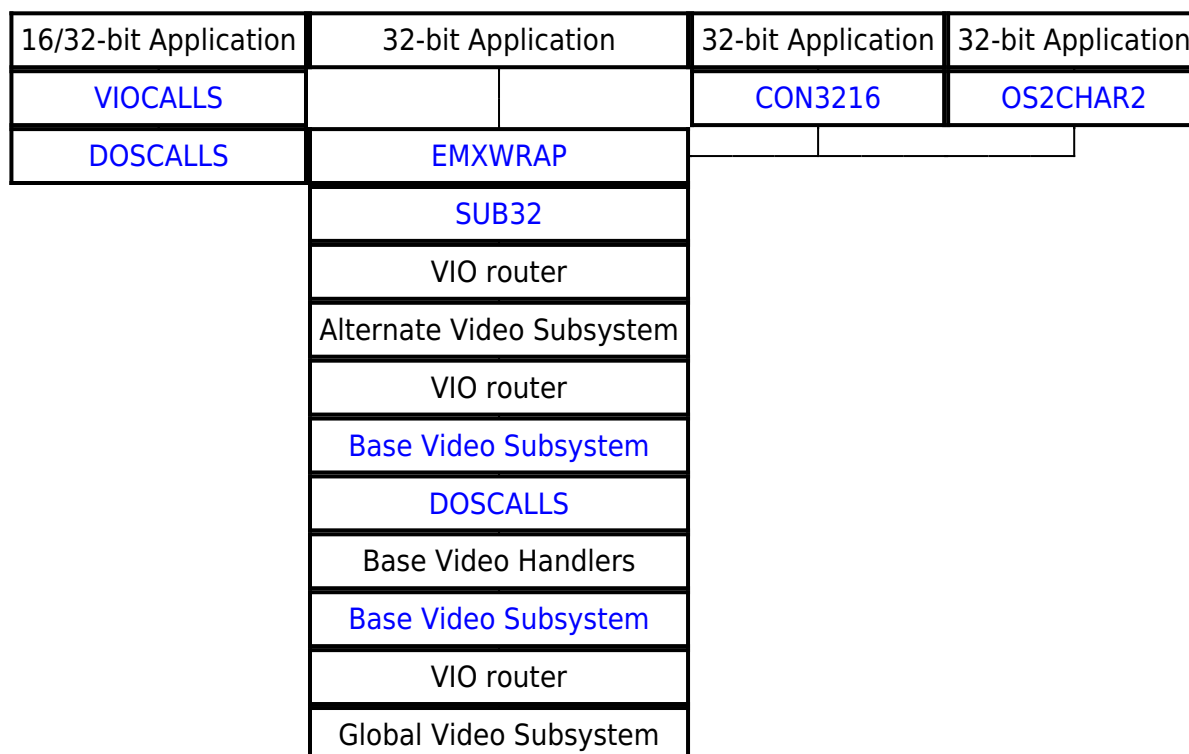 16/32-bit Application
32-bit Application
32-bit Application
32-bit Application
VIOCALLS
CON3216
OS2CHAR2
DOSCALLS
EMXWRAP
SUB32
VIO router
Alternate Video Subsystem
VIO router
Base Video Subsystem
DOSCALLS
Base Video Handlers
Base Video Subsystem
VIO router
Global Video Subsystem